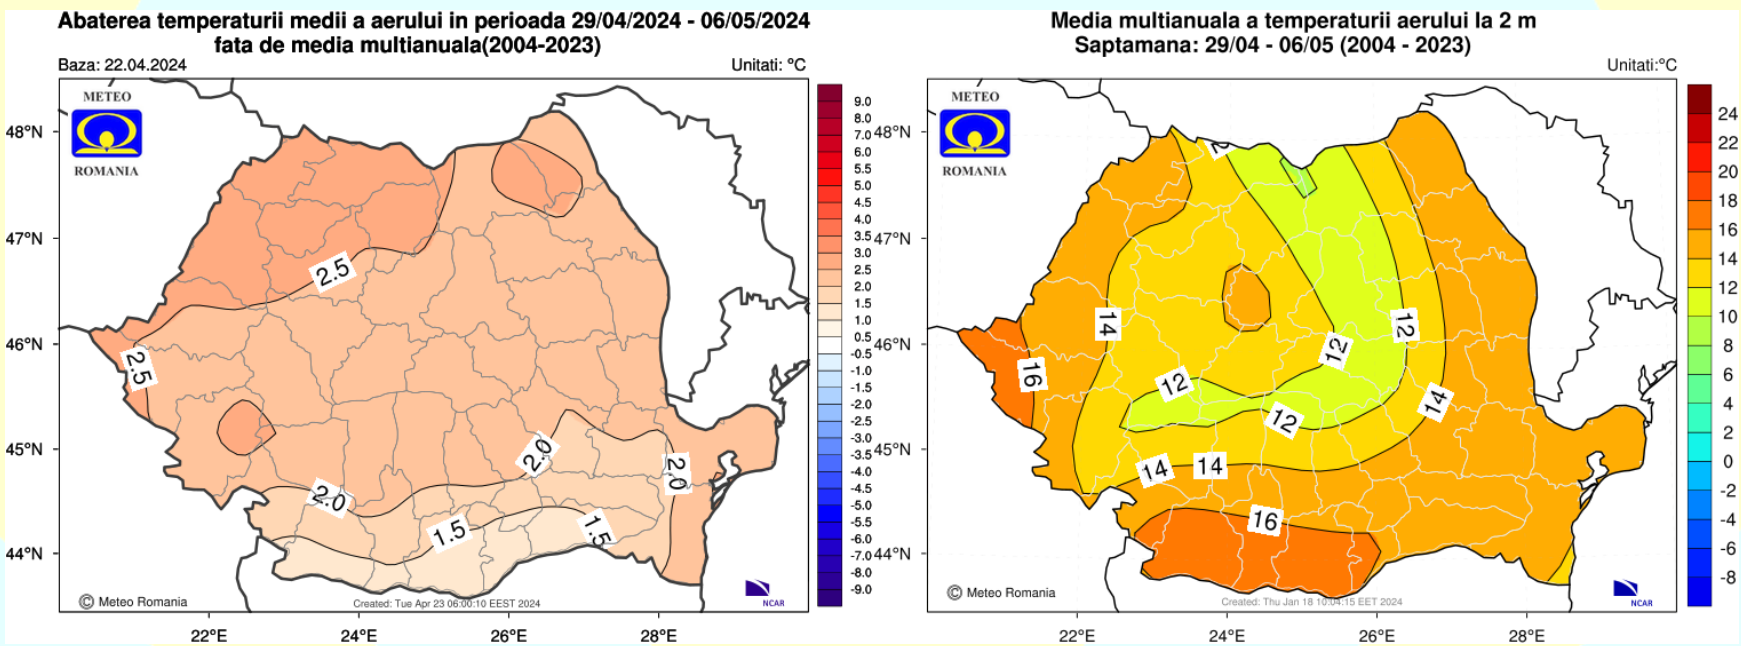 Abaterea temperaturii medii a aerului in perioada 29/04/2024 - 06/05/2024
fata de media multianuala(2004-2023)
Baza: 22.04.2024
Unitati: °C
METEO
ROMANIA
48°N
47°N
46°N
45°N
44°N
2.5
2.5
2.0
2.0
2.0
1.5
1.5
© Meteo Romania
Created: Tue Apr 23 06:00:10 EEST 2024
NCAR
22°E
24°E
26°E
28°E
9.0
8.0
7.0
6.0
5.5
5.0
4.5
4.0
3.5
3.0
2.5
2.0
1.5
1.0
0.5
-0.5
-1.0
-1.5
-2.0
-2.5
-3.0
-3.5
-4.0
-4.5
-5.0
-5.5
-6.0
-7.0
-8.0
-9.0
Media multianuala a temperaturii aerului la 2 m
Saptamana: 29/04 - 06/05 (2004 - 2023)
Unitati:°C
METEO
ROMANIA
48°N
47°N
46°N
45°N
44°N
14
12
16
12
12
14
12
14
14
16
© Meteo Romania
Created: Thu Jan 18 10:04:15 EET 2024
NCAR
22°E
24°E
26°E
28°E
24
22
20
18
16
14
12
10
8
6
4
2
0
-2
-4
-6
-8